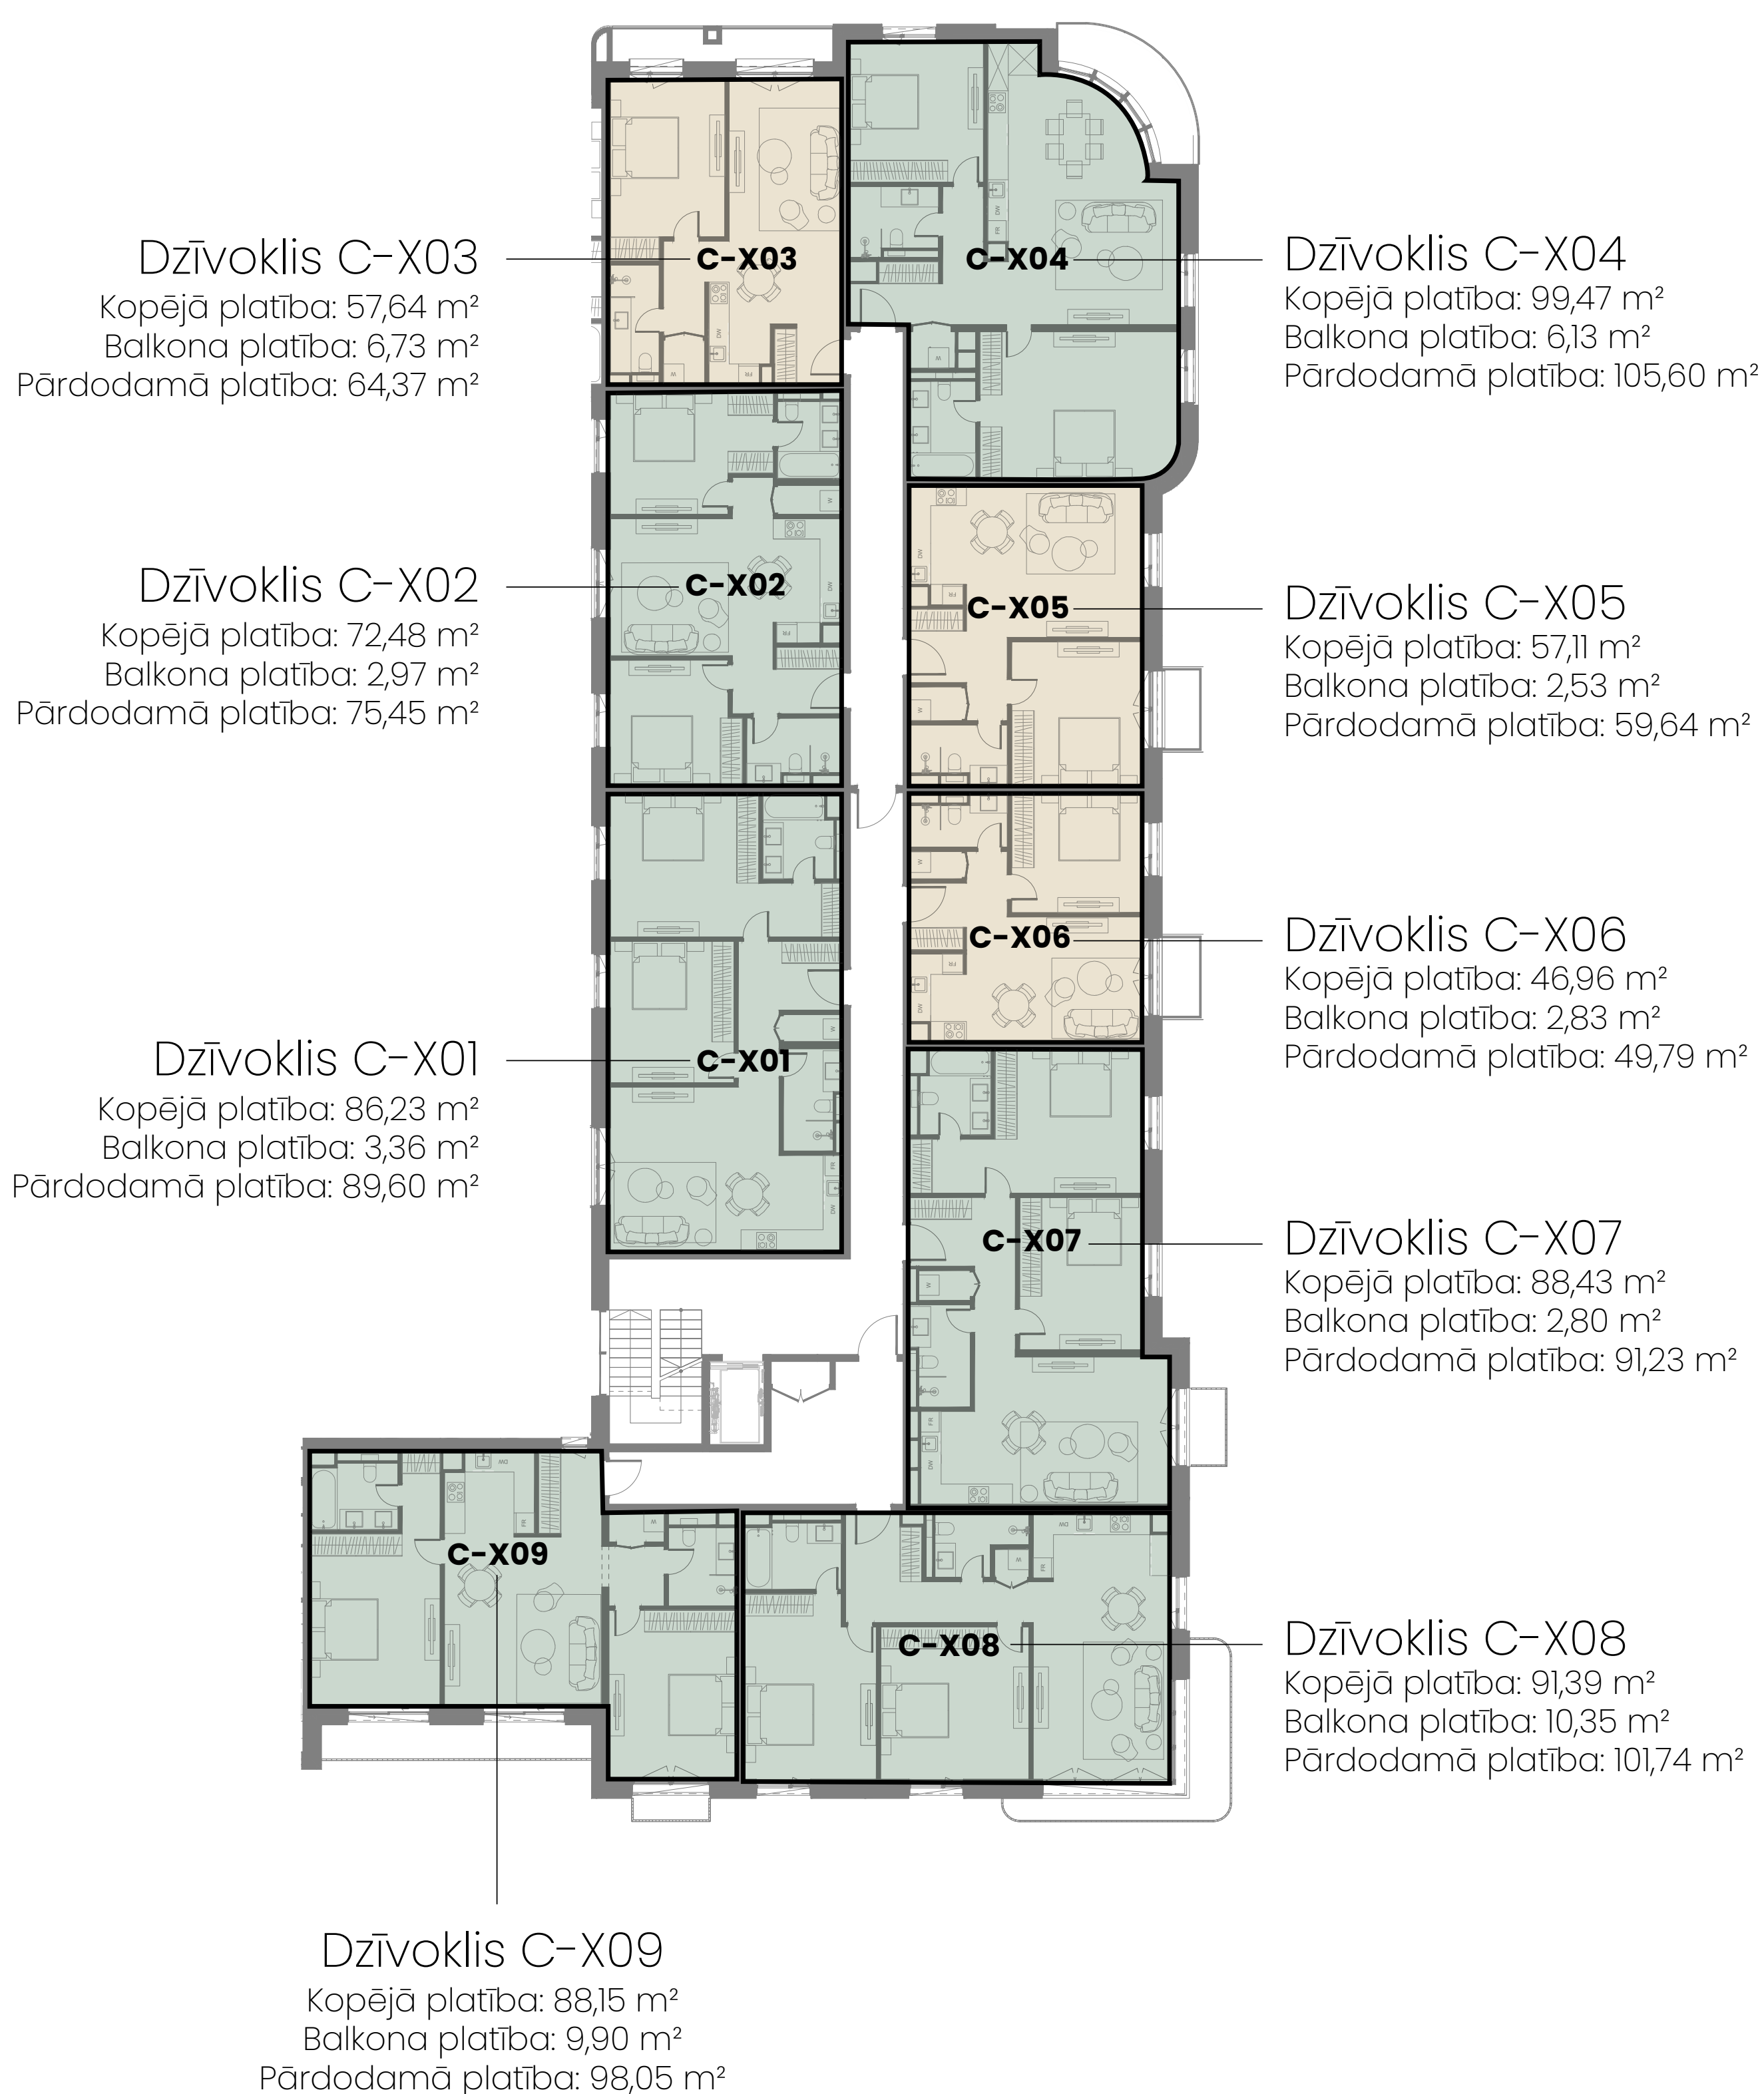 Dzīvoklis C-X03
Kopējā platība: 57,64 m²
Balkona platība: 6,73 m²
Pārdodamā platība: 64,37 m²
Dzīvoklis C-X02
Kopējā platība: 72,48 m²
Balkona platība: 2,97 m²
Pārdodamā platība: 75,45 m²
Dzīvoklis C-X01
Kopējā platība: 86,23 m²
Balkona platība: 3,36 m²
Pārdodamā platība: 89,60 m²
C-X03
C-X04
C-X02
C-X05
C-X06
C-X01
C-X07
C-X09
C-X08
Dzīvoklis C-X04
Kopējā platība: 99,47 m²
Balkona platība: 6,13 m²
Pārdodamā platība: 105,60 m²
Dzīvoklis C-X05
Kopējā platība: 57,11 m²
Balkona platība: 2,53 m²
Pārdodamā platība: 59,64 m²
Dzīvoklis C-X06
Kopējā platība: 46,96 m²
Balkona platība: 2,83 m²
Pārdodamā platība: 49,79 m²
Dzīvoklis C-X07
Kopējā platība: 88,43 m²
Balkona platība: 2,80 m²
Pārdodamā platība: 91,23 m²
Dzīvoklis C-X08
Kopējā platība: 91,39 m²
Balkona platība: 10,35 m²
Pārdodamā platība: 101,74 m²
Dzīvoklis C-X09
Kopējā platība: 88,15 m²
Balkona platība: 9,90 m²
Pārdodamā platība: 98,05 m²